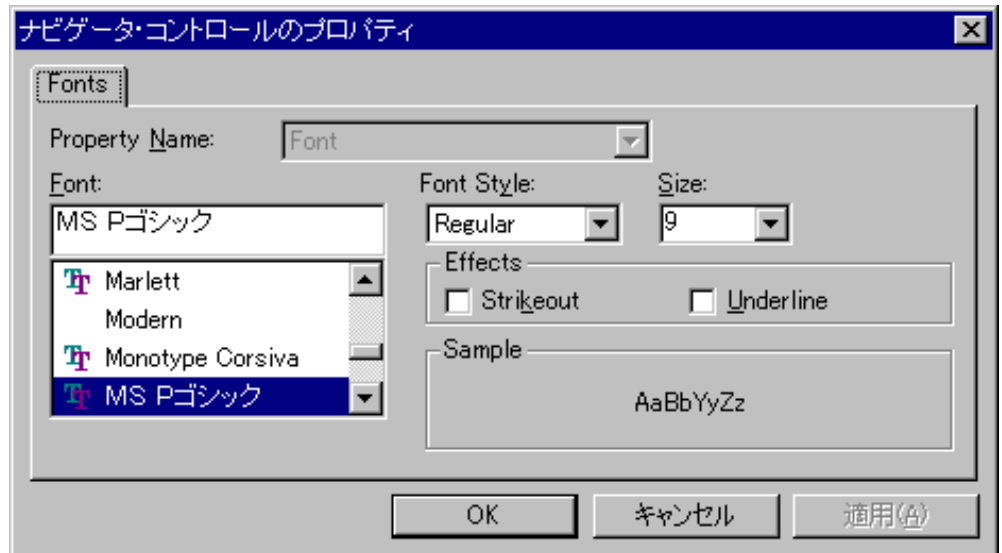 ナビゲータ・コントロールのプロパティ
Fonts
Property Name: Font
Font: Font Style: Size:
MS Pゴシック Regular 9
Marlett
Modern
Monotype Corsiva
MS Pゴシック
Effects
Strikeout Underline
Sample
AaBbYyZz
OK キャンセル 適用(A)